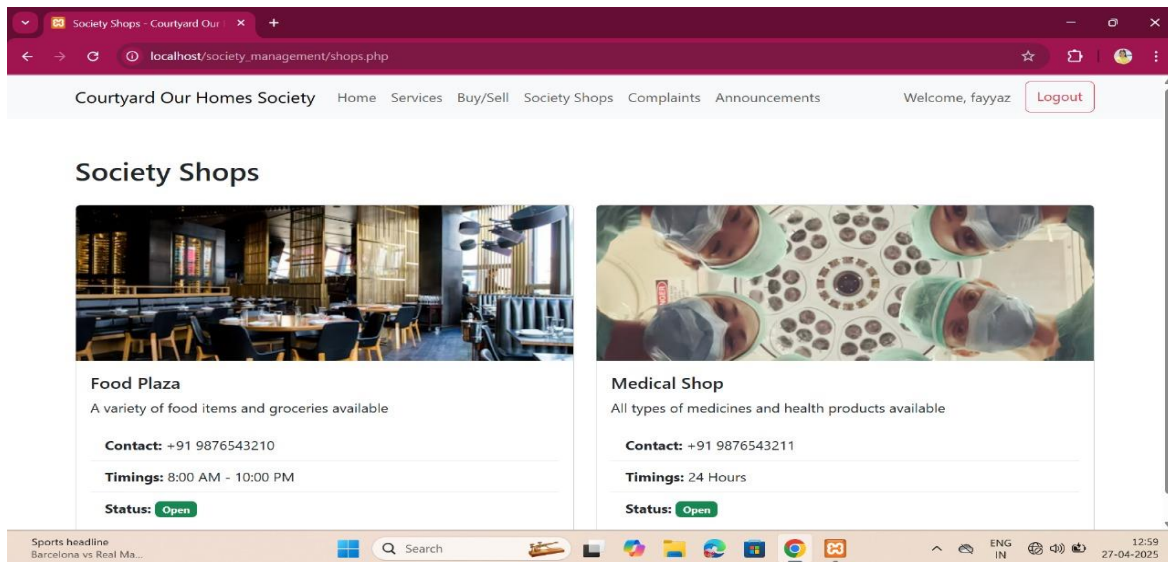 Society Shops - Courtyard Our
localhost/society_management/shops.php
Courtyard Our Homes Society Home Services Buy/Sell Society Shops Complaints Announcements Welcome, fayyaz Logout
Society Shops
DANGER
Food Plaza
A variety of food items and groceries available
Contact: +91 9876543210
Timings: 8:00 AM - 10:00 PM
Status: Open
Medical Shop
All types of medicines and health products available
Contact: +91 9876543211
Timings: 24 Hours
Status: Open
Sports headline
Barcelona vs Real Ma...
Search
ENG
IN
12:59
27-04-2025